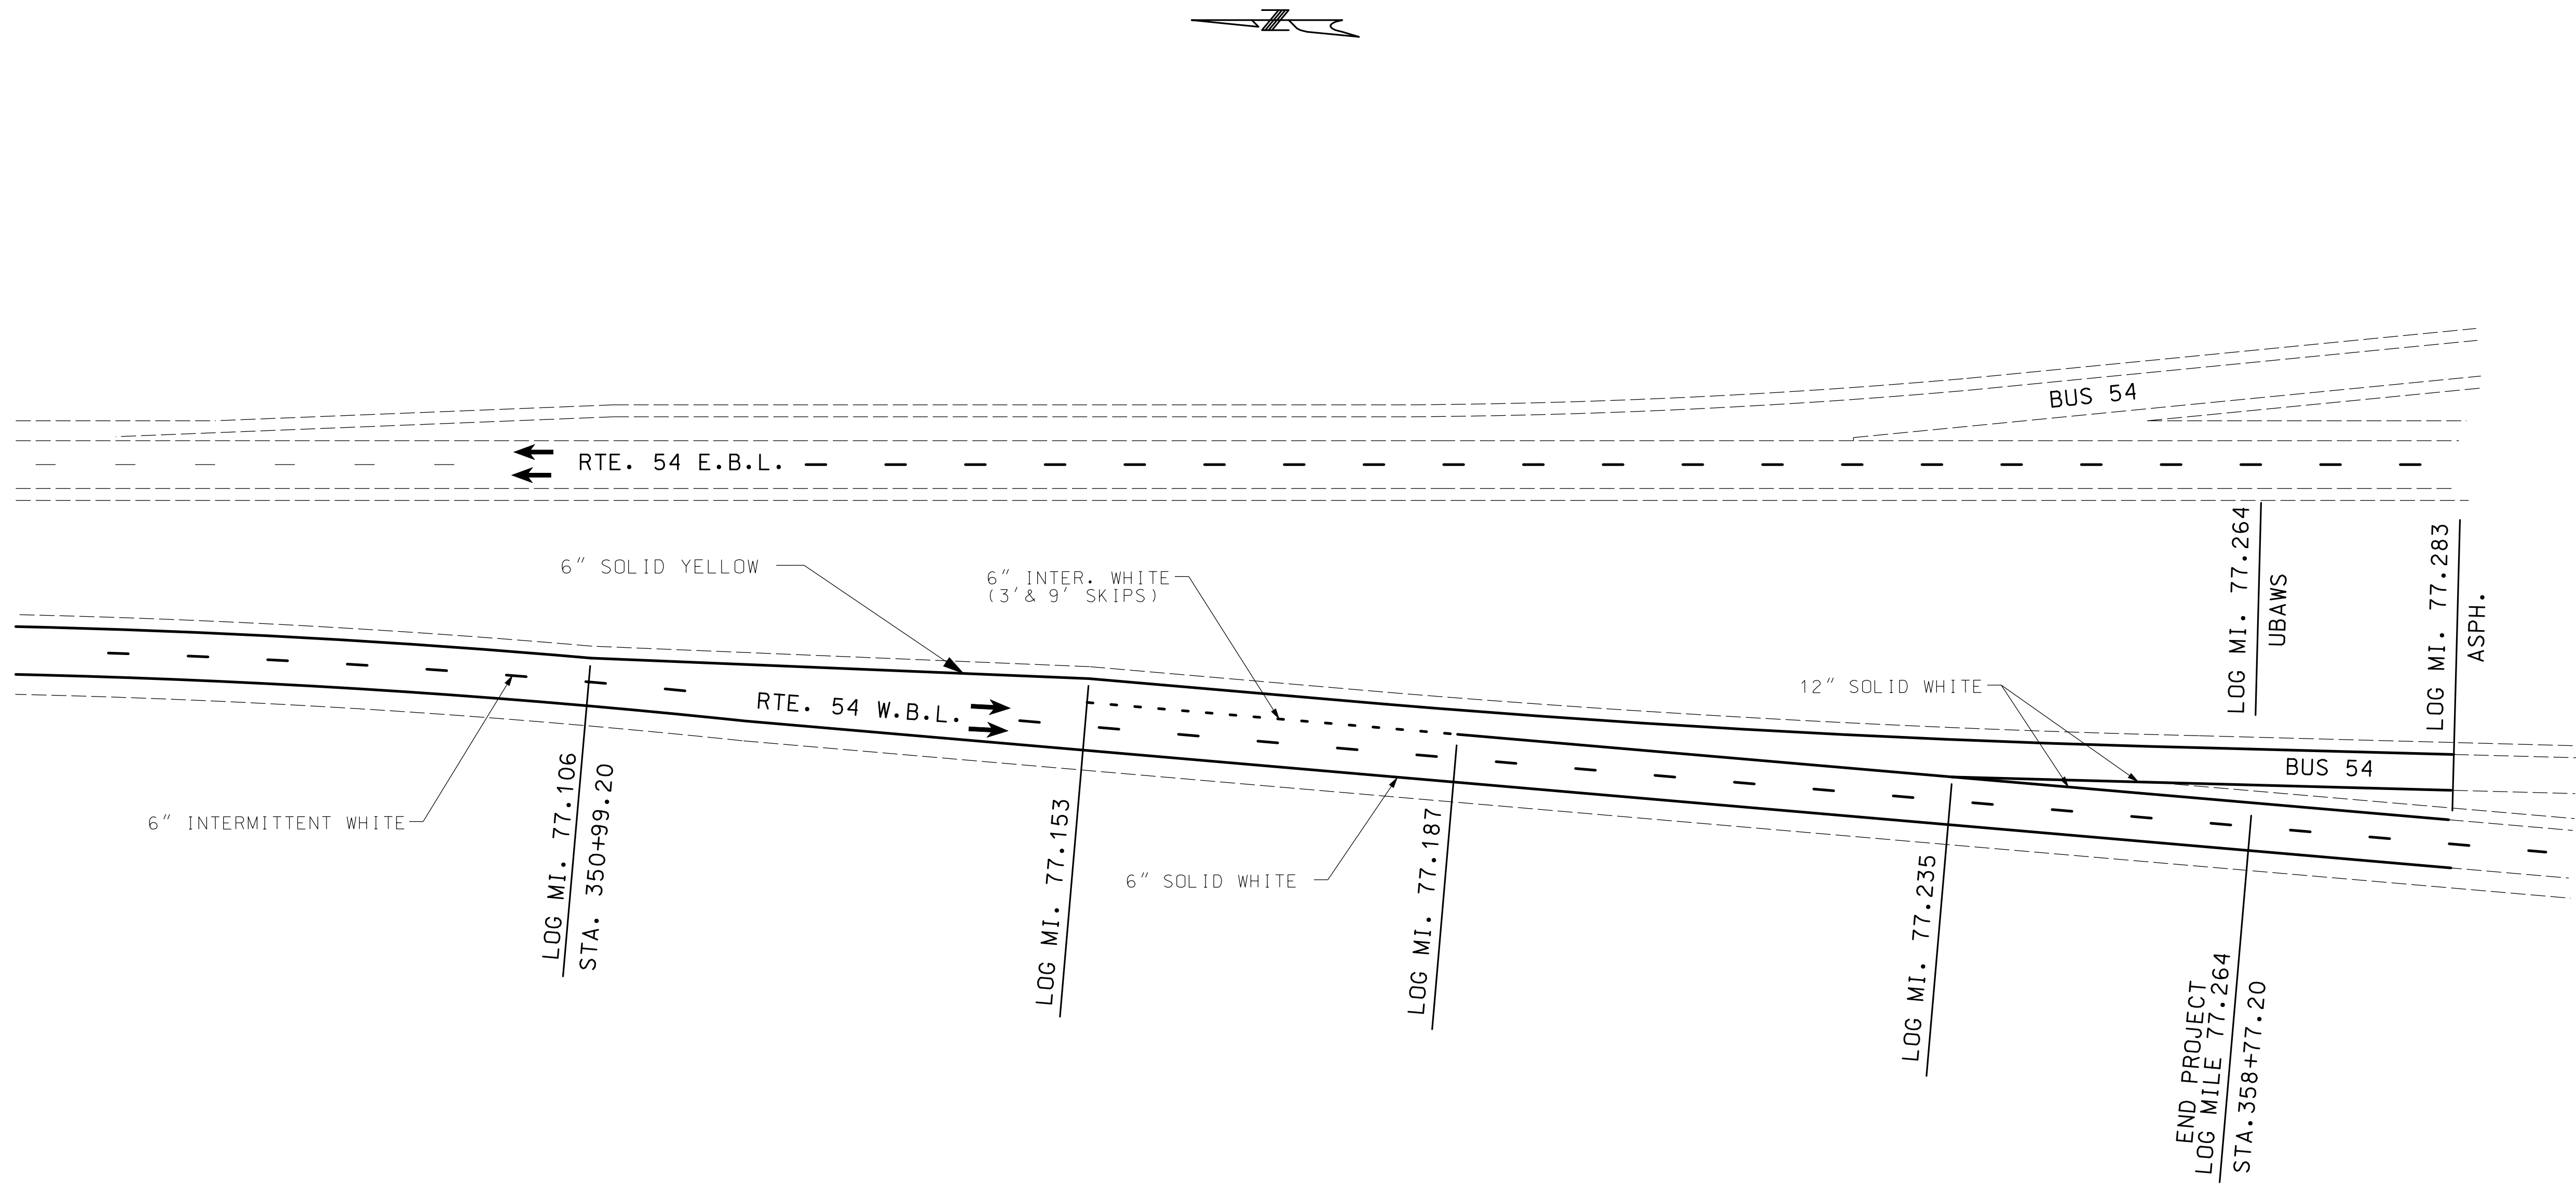 N
BUS 54
RTE. 54 E.B.L.
LOG MI. 77.264
UBAWS
LOG MI. 77.283
ASPH.
6" SOLID YELLOW
6" INTER. WHITE
(3'& 9' SKIPS)
12" SOLID WHITE
RTE. 54 W.B.L.
BUS 54
6" INTERMITTENT WHITE
LOG MI. 77.106
STA. 350+99.20
LOG MI. 77.153
6" SOLID WHITE
LOG MI. 77.187
LOG MI. 77.235
END PROJECT
LOG MILE 77.264
STA.358+77.20